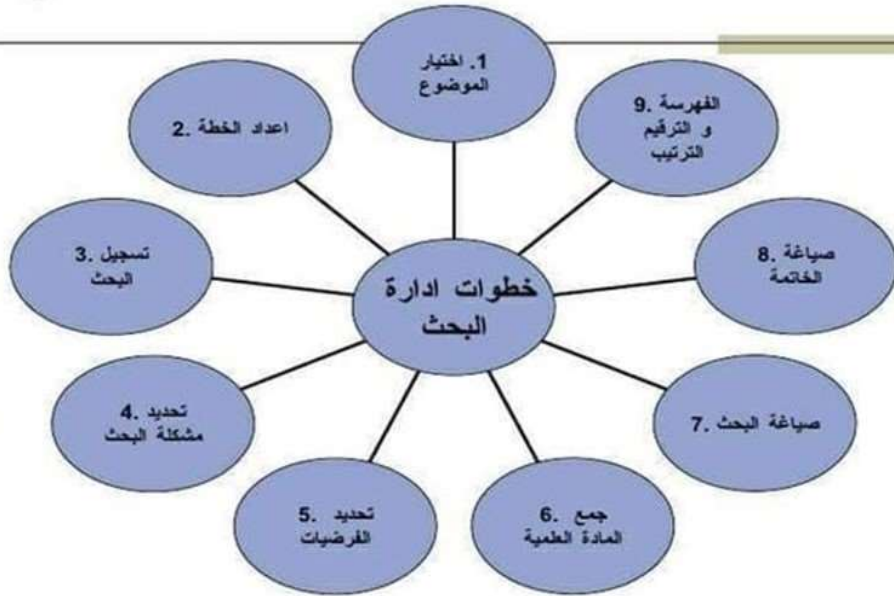 خطوات ادارة
البحث
1. اختيار
الموضوع
2. اعداد الخطة
3. تسجيل
البحث
4. تحديد
مشكلة البحث
5. تحديد
الفرضيات
6. جمع
المادة العلمية
7. صياغة البحث
8. صياغة
الخاتمة
9. الفهرسة
و الترقيم
الترتيب